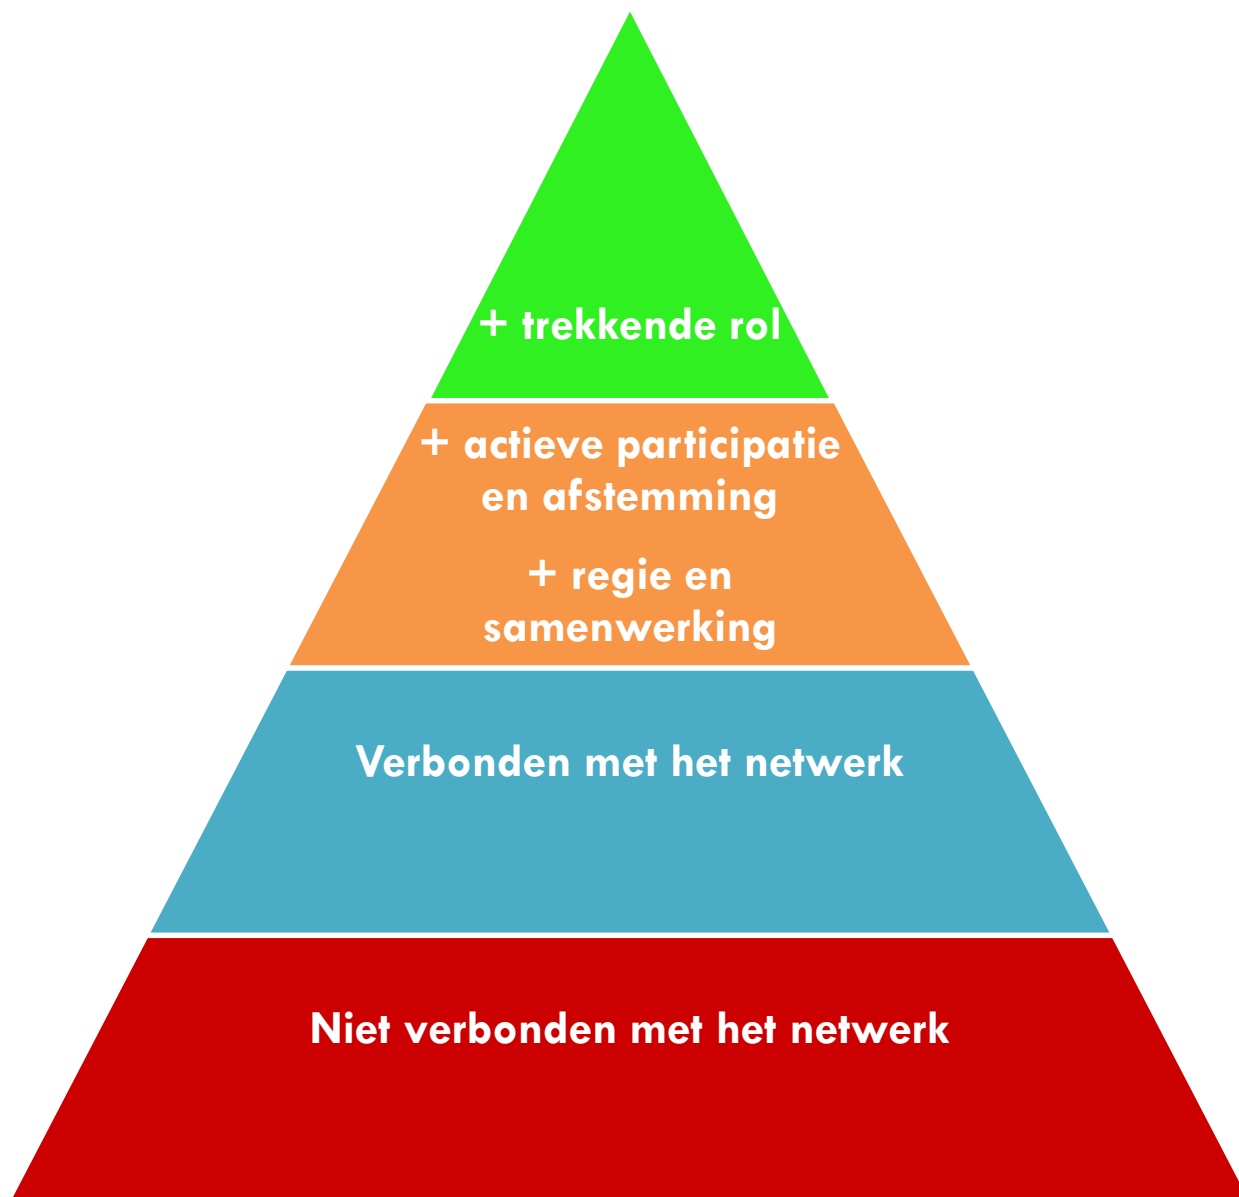 + trekkende rol
+ actieve participatie
en afstemming
+ regie en
samenwerking
Verbonden met het netwerk
Niet verbonden met het netwerk